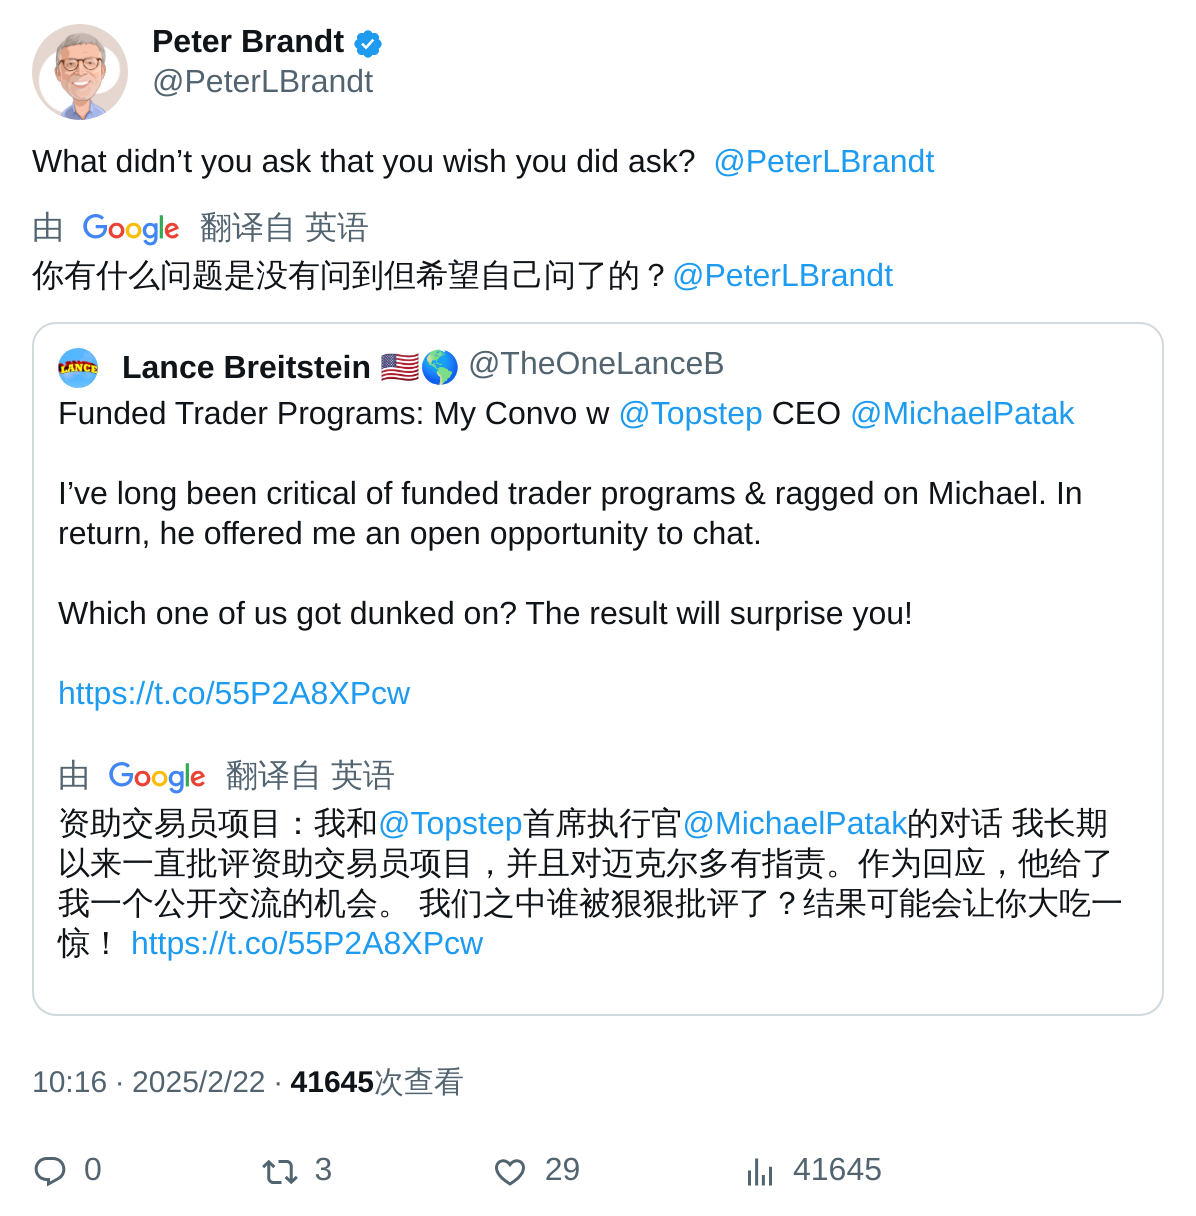 Peter Brandt
@PeterLBrandt
What didn’t you ask that you wish you did ask?  @PeterLBrandt
由 Google 翻译自 英语
你有什么问题是没有问到但希望自己问了的？@PeterLBrandt
LANCE
Lance Breitstein 🇺🇸🌎 @TheOneLanceB
Funded Trader Programs: My Convo w @Topstep CEO @MichaelPatak
I’ve long been critical of funded trader programs & ragged on Michael. In
return, he offered me an open opportunity to chat.
Which one of us got dunked on? The result will surprise you!
https://t.co/55P2A8XPcw
由 Google 翻译自 英语
资助交易员项目：我和@Topstep首席执行官@MichaelPatak的对话 我长期
以来一直批评资助交易员项目，并且对迈克尔多有指责。作为回应，他给了
我一个公开交流的机会。 我们之中谁被狠狠批评了？结果可能会让你大吃一
惊！ https://t.co/55P2A8XPcw
10:16 · 2025/2/22 · 41645次查看
0 3 29 41645